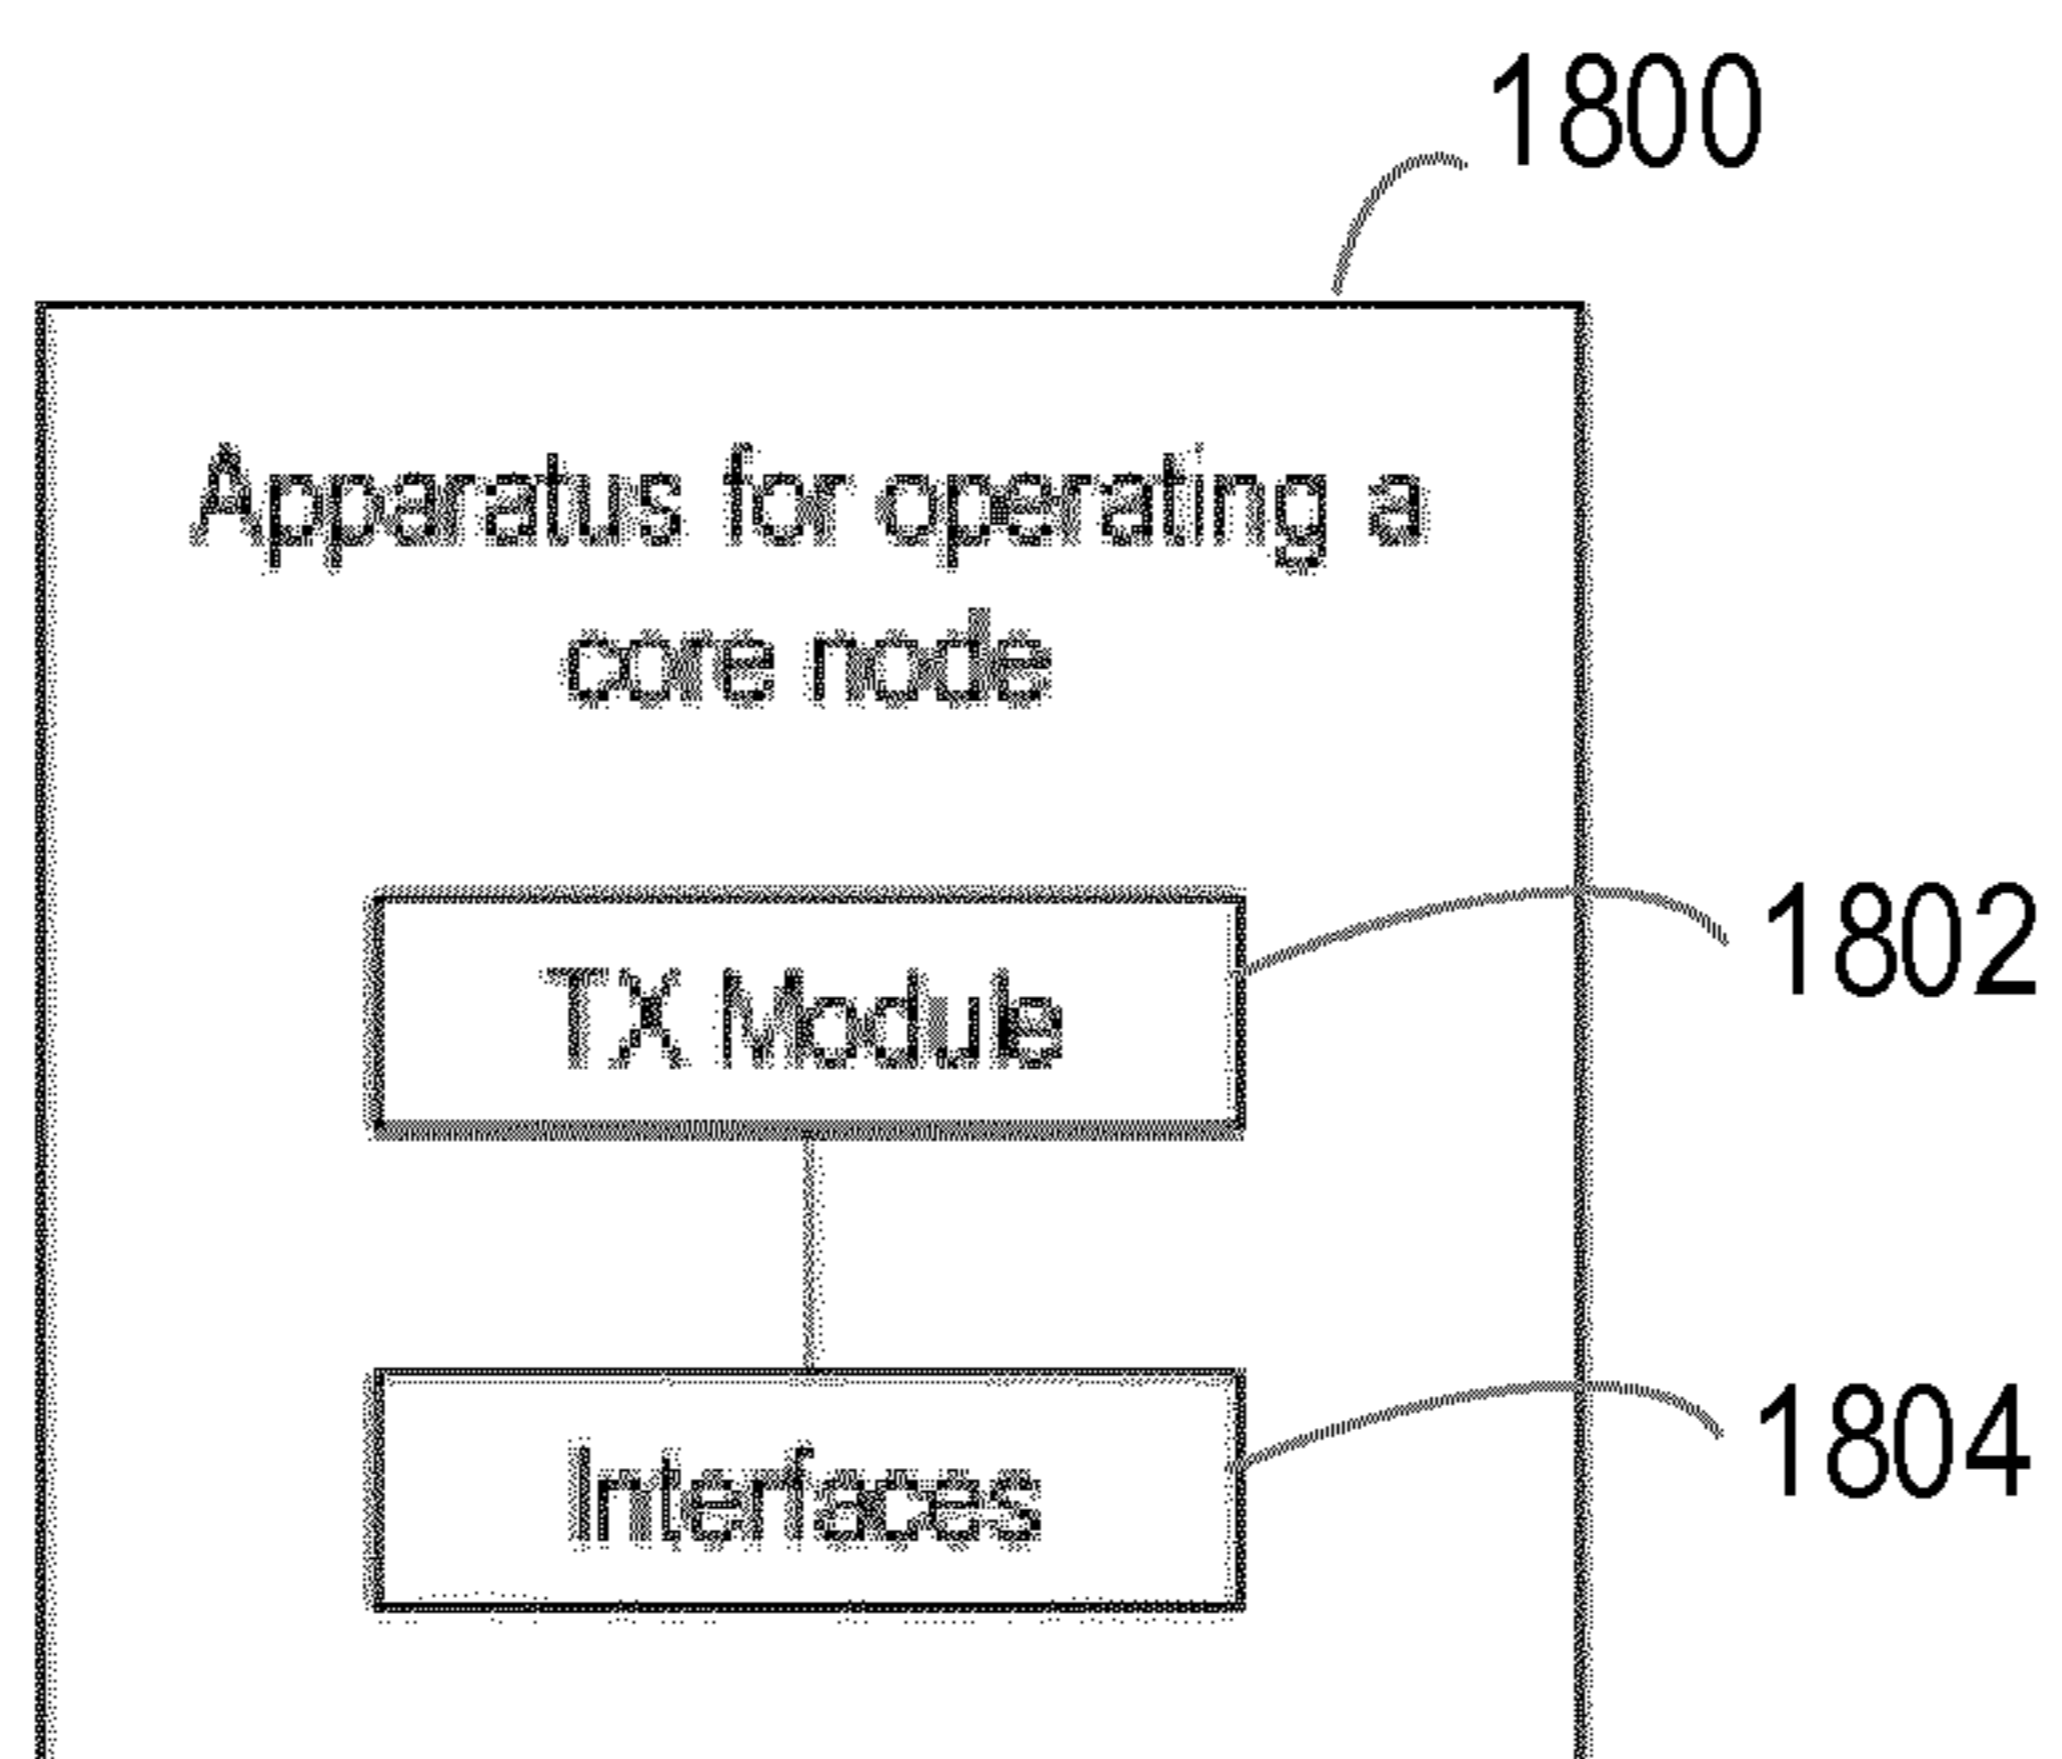 1800
Apparatus for operating a
core node
TX Module
1802
Interfaces
1804